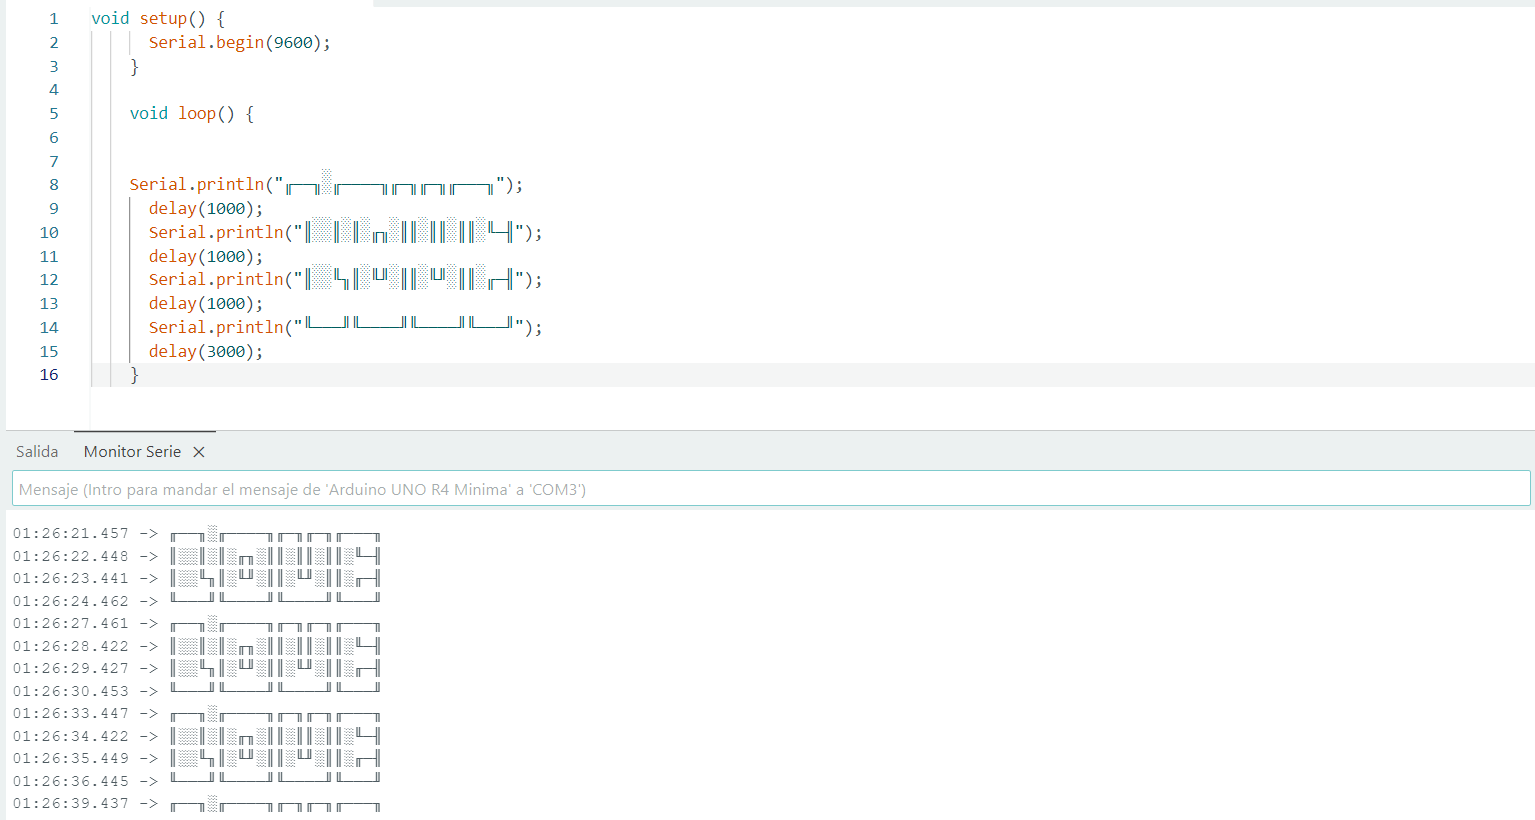 1 void setup() {
2 Serial.begin(9600);
3 }
4
5 void loop() {
6
7
8 Serial.println("╓──╖░╓────╖╓─╖╓─╖╓───╖");
9 delay(1000);
10 Serial.println("║░░║░║░╓╖░║║░║║░║║░╙─╢");
11 delay(1000);
12 Serial.println("║░░╙╖║░╙╜░║║░╙╜░║║░╓─╢");
13 delay(1000);
14 Serial.println("╙───╜╙────╜╙────╜╙───╜");
15 delay(3000);
16 }
Salida Monitor Serie ×
Mensaje (Intro para mandar el mensaje de 'Arduino UNO R4 Minima' a 'COM3')
01:26:21.457 -> ╓──╖░╓────╖╓─╖╓─╖╓───╖
01:26:22.448 -> ║░░║░║░╓╖░║║░║║░║║░╙─╢
01:26:23.441 -> ║░░╙╖║░╙╜░║║░╙╜░║║░╓─╢
01:26:24.462 -> ╙───╜╙────╜╙────╜╙───╜
01:26:27.461 -> ╓──╖░╓────╖╓─╖╓─╖╓───╖
01:26:28.422 -> ║░░║░║░╓╖░║║░║║░║║░╙─╢
01:26:29.427 -> ║░░╙╖║░╙╜░║║░╙╜░║║░╓─╢
01:26:30.453 -> ╙───╜╙────╜╙────╜╙───╜
01:26:33.447 -> ╓──╖░╓────╖╓─╖╓─╖╓───╖
01:26:34.422 -> ║░░║░║░╓╖░║║░║║░║║░╙─╢
01:26:35.449 -> ║░░╙╖║░╙╜░║║░╙╜░║║░╓─╢
01:26:36.445 -> ╙───╜╙────╜╙────╜╙───╜
01:26:39.437 -> ╓──╖░╓────╖╓─╖╓─╖╓───╖